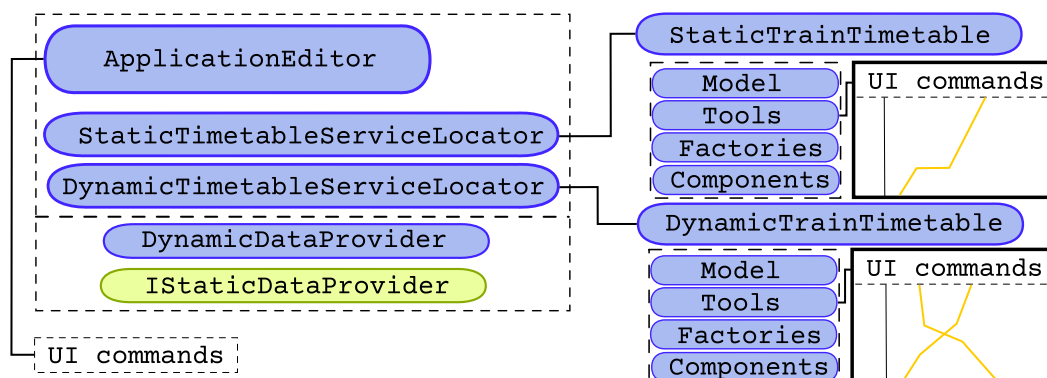 ApplicationEditor
StaticTimetableServiceLocator
DynamicTimetableServiceLocator
DynamicDataProvider
IStaticDataProvider
UI commands
StaticTrainTimetable
Model
Tools
Factories
Components
UI commands
DynamicTrainTimetable
Model
Tools
Factories
Components
UI commands